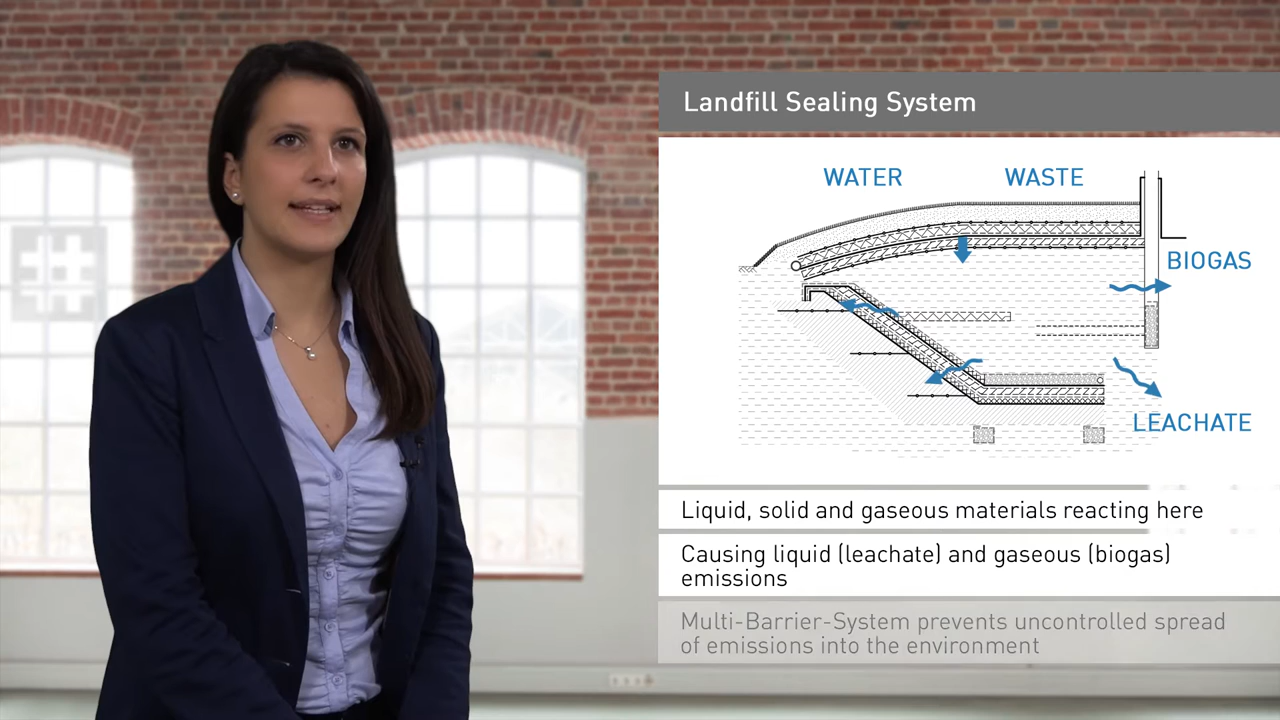 Landfill Sealing System
WATER WASTE
BIOGAS
LEACHATE
Liquid, solid and gaseous materials reacting here
Causing liquid (leachate) and gaseous (biogas)
emissions
Multi-Barrier-System prevents uncontrolled spread
of emissions into the environment